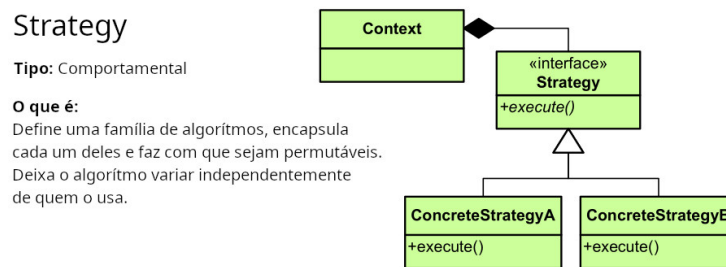 Strategy
Tipo: Comportamental
O que é:
Define uma família de algorítmos, encapsula
cada um deles e faz com que sejam permutáveis.
Deixa o algorítmo variar independentemente
de quem o usa.
Context
«interface»
Strategy
+execute()
ConcreteStrategyA
+execute()
ConcreteStrategyB
+execute()